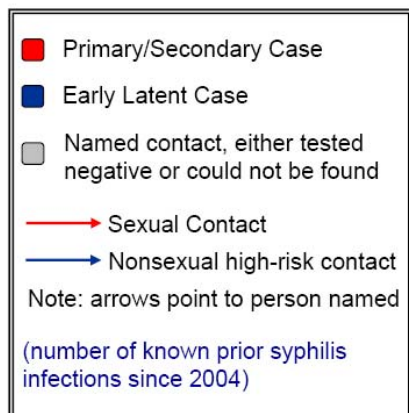 Primary/Secondary Case
Early Latent Case
Named contact, either tested
negative or could not be found
Sexual Contact
Nonsexual high-risk contact
Note: arrows point to person named
(number of known prior syphilis
infections since 2004)